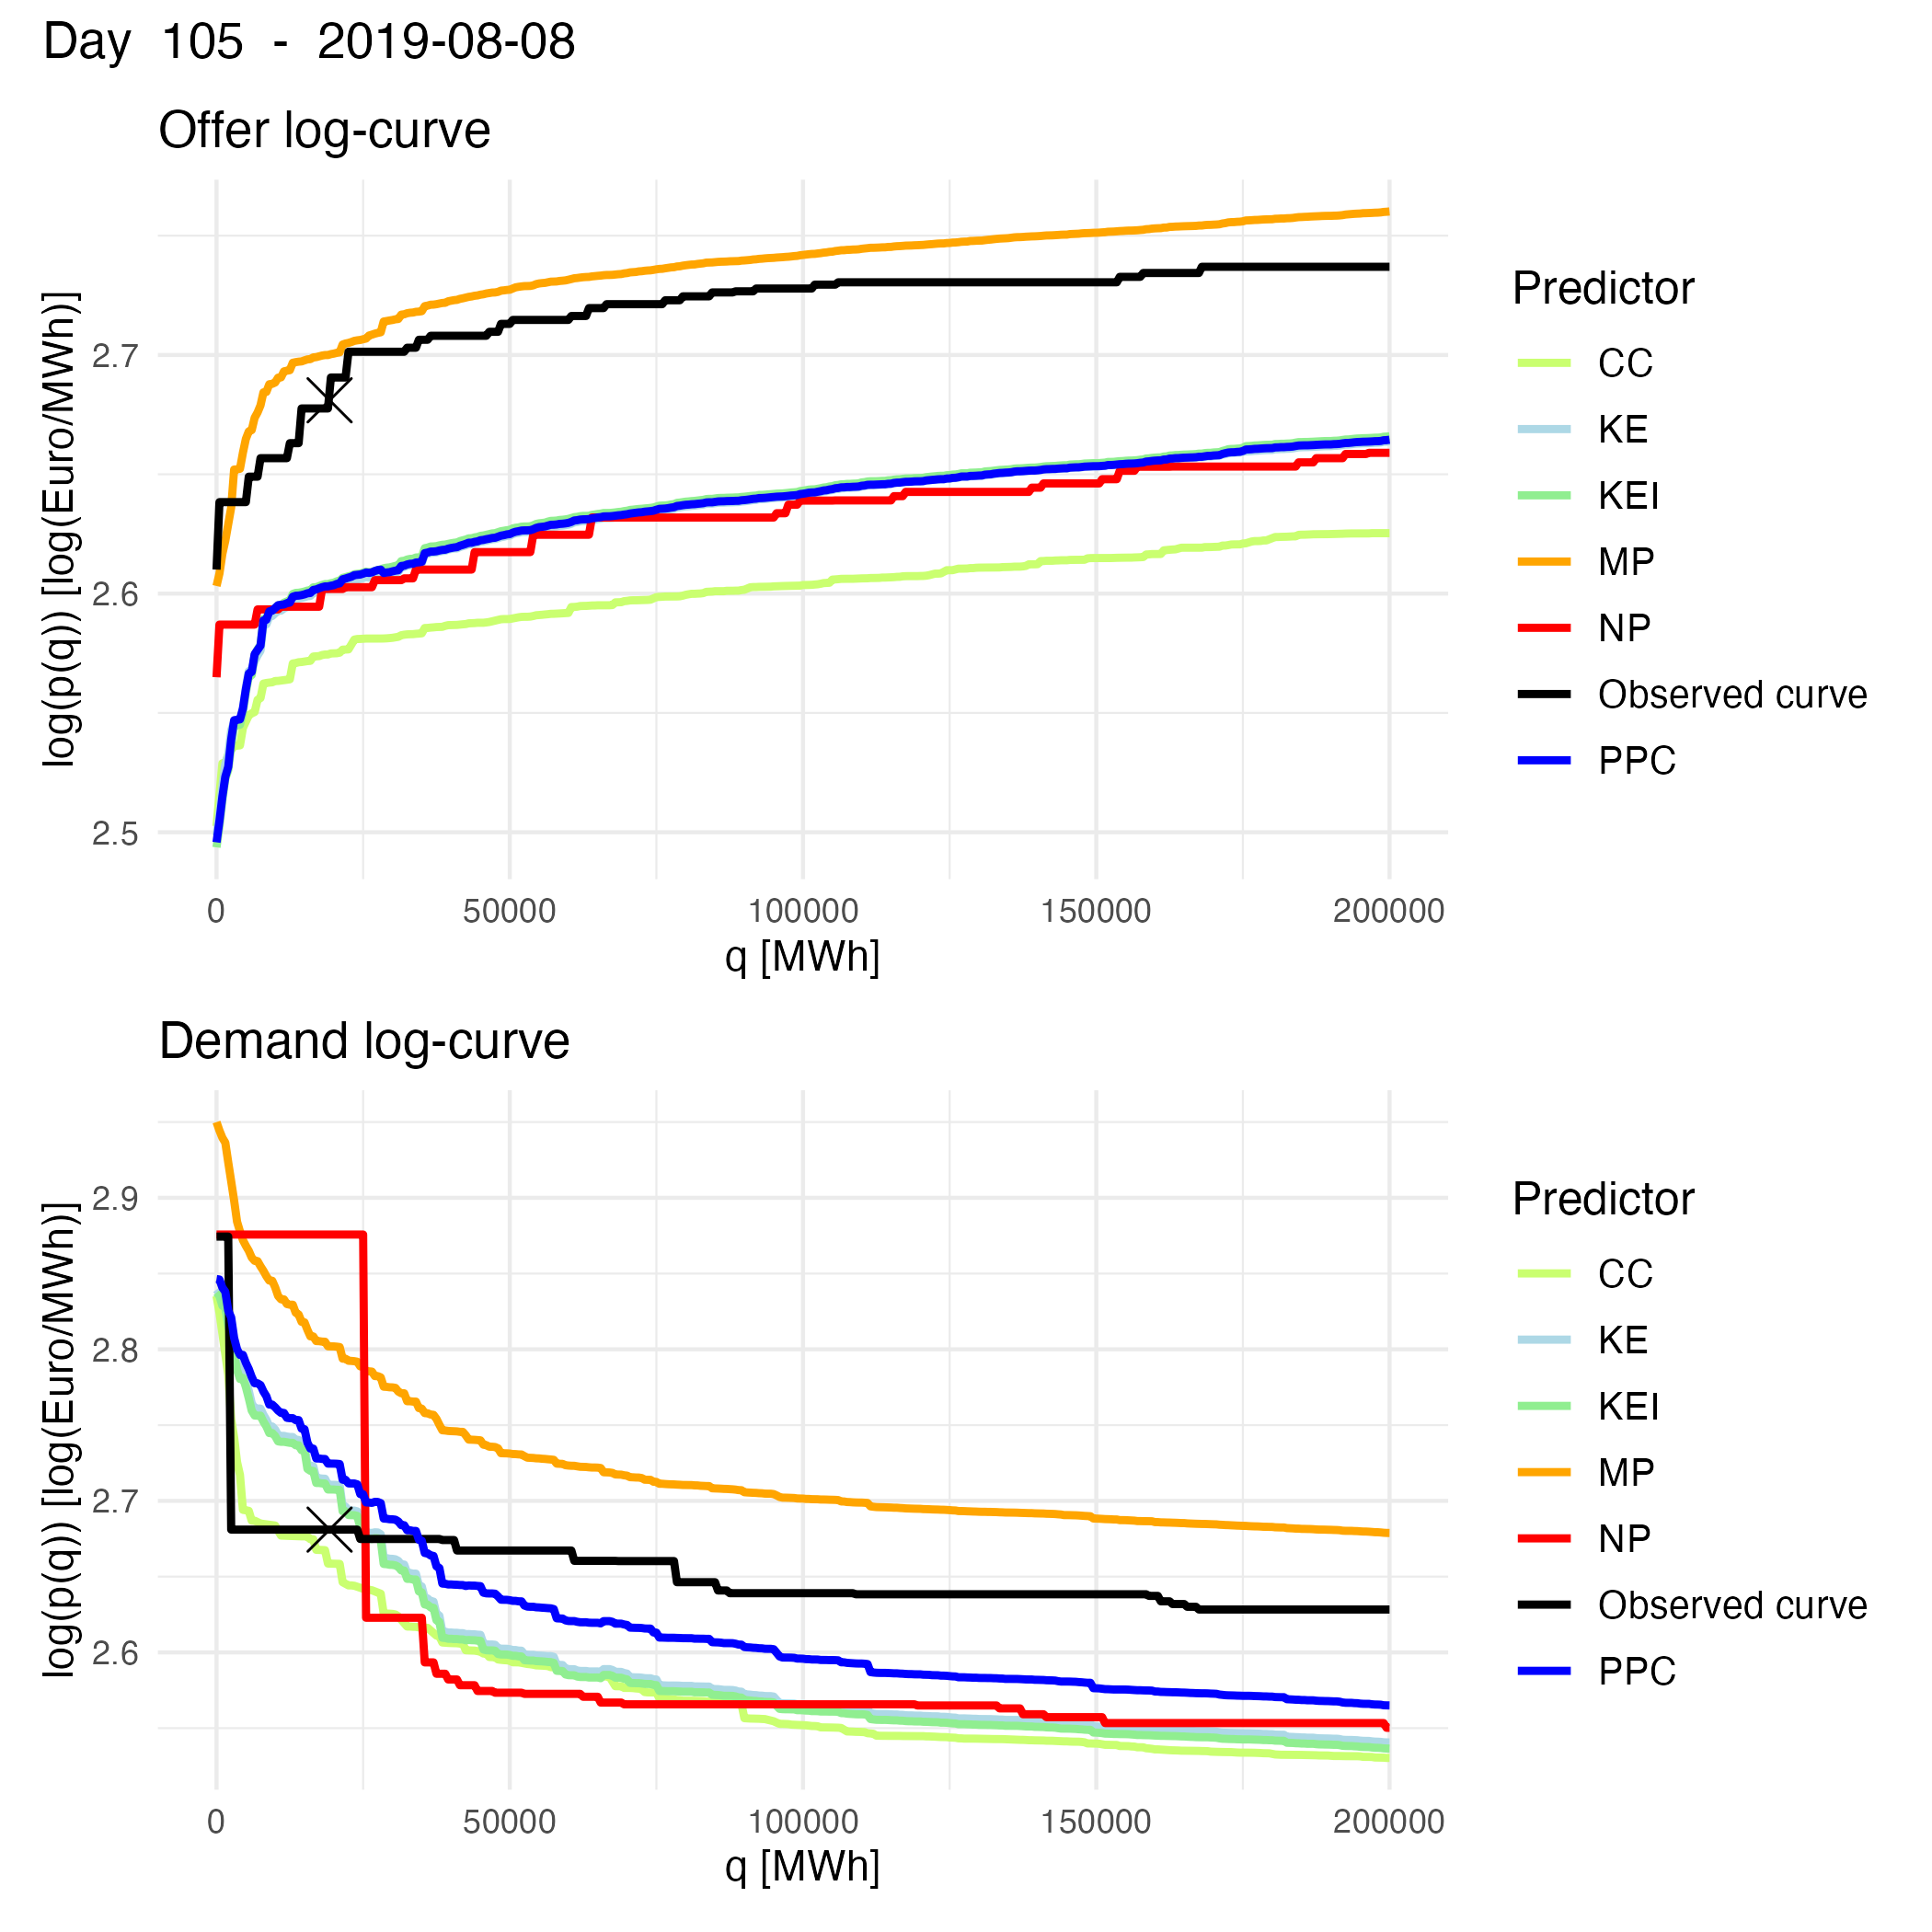 Day 105 - 2019-08-08
Offer log-curve
log(p(q)) [log(Euro/MWh)]
2.7
2.6
2.5
0 50000 100000 150000 200000
q [MWh]
Predictor
CC
KE
KEI
MP
NP
Observed curve
PPC
Demand log-curve
log(p(q)) [log(Euro/MWh)]
2.9
2.8
2.7
2.6
0 50000 100000 150000 200000
q [MWh]
Predictor
CC
KE
KEI
MP
NP
Observed curve
PPC